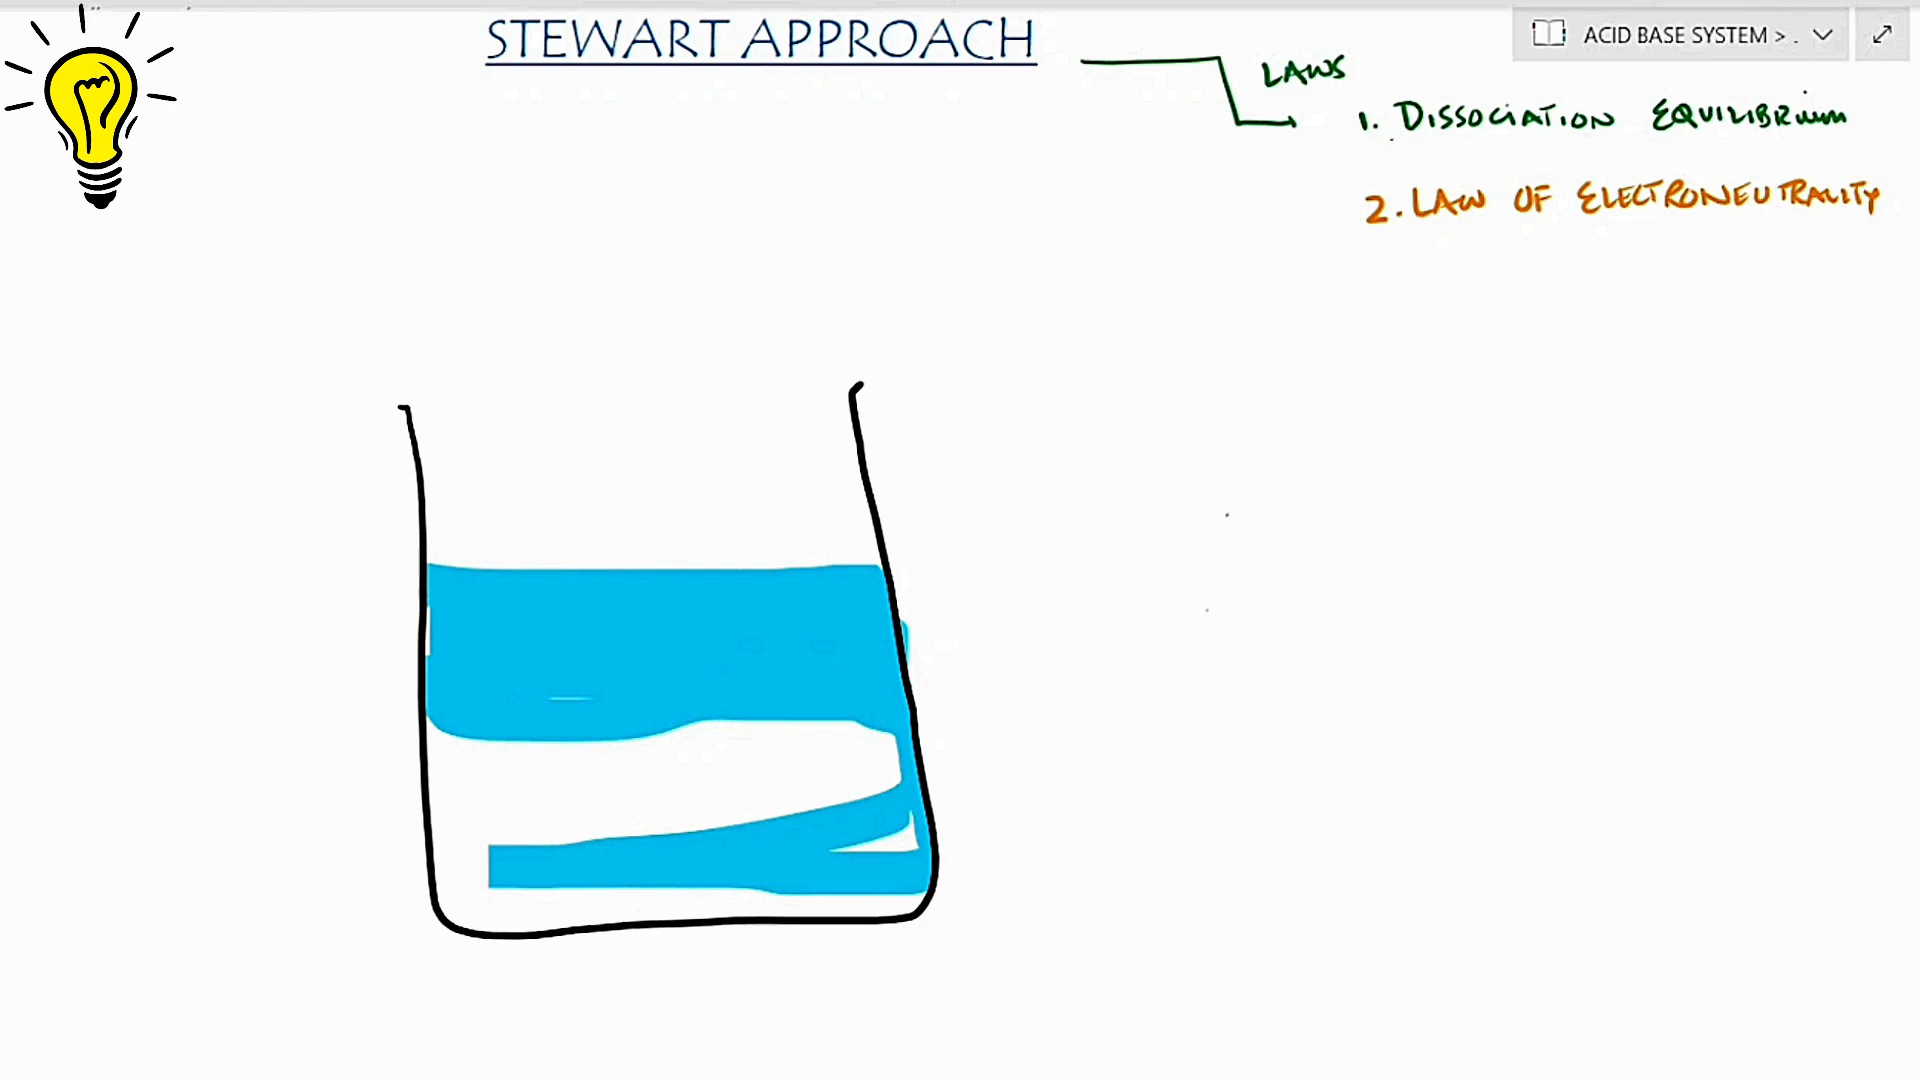 STEWART APPROACH
ACID BASE SYSTEM > .
LAWS
1. DISSOCIATION EQUILIBRIUM
2. LAW OF ELECTRONEUTRALITY